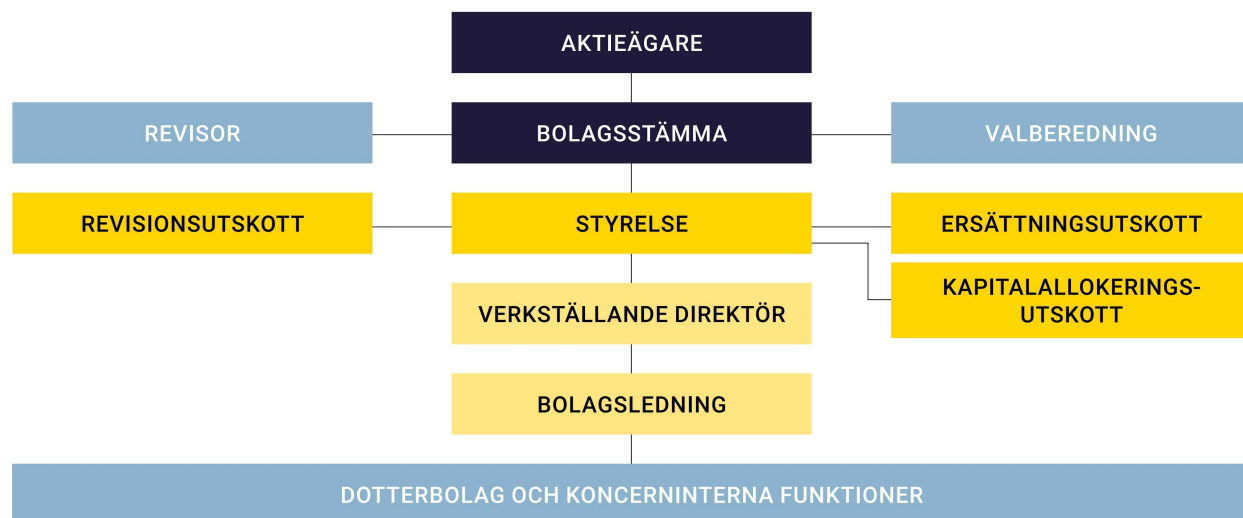 AKTIEÄGARE
REVISOR
BOLAGSSTÄMMA
VALBEREDNING
REVISIONSUTSKOTT
STYRELSE
ERSÄTTNINGSUTSKOTT
KAPITALALLOKERINGS-
UTSKOTT
VERKSTÄLLANDE DIREKTÖR
BOLAGSLEDNING
DOTTERBOLAG OCH KONCERNINTERNA FUNKTIONER